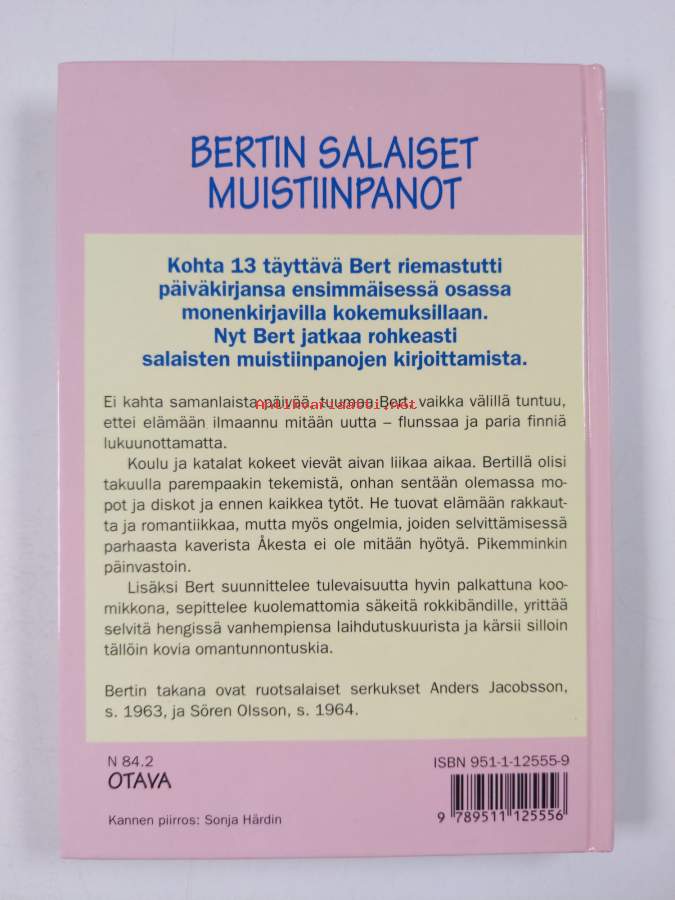 BERTIN SALAISET
MUISTIINPANOT
Kohta 13 täyttävä Bert riemastutti
päiväkirjansa ensimmäisessä osassa
monenkirjavilla kokemuksillaan.
Nyt Bert jatkaa rohkeasti
salaisten muistiinpanojen kirjoittamista.
Ei kahta samanlaista päivää, tuumaa Bert, vaikka välillä tuntuu,
Antikvariaatti.net
ettei elämään ilmaannu mitään uutta – flunssaa ja paria finniä
lukuunottamatta.
Koulu ja katalat kokeet vievät aivan liikaa aikaa. Bertillä olisi
takuulla parempaakin tekemistä, onhan sentään olemassa mo-
pot ja diskot ja ennen kaikkea tytöt. He tuovat elämään rakkaut-
ta ja romantiikkaa, mutta myös ongelmia, joiden selvittämisessä
parhaasta kaverista Åkesta ei ole mitään hyötyä. Pikemminkin
päinvastoin.
Lisäksi Bert suunnittelee tulevaisuutta hyvin palkattuna koo-
mikkona, sepittelee kuolemattomia säkeitä rokkibändille, yrittää
selvitä hengissä vanhempiensa laihdutuskuurista ja kärsii silloin
tällöin kovia omantunnontuskia.
Bertin takana ovat ruotsalaiset serkukset Anders Jacobsson,
s. 1963, ja Sören Olsson, s. 1964.
N 84.2
OTAVA
Kannen piirros: Sonja Härdin
ISBN 951-1-12555-9
9 789511 125556